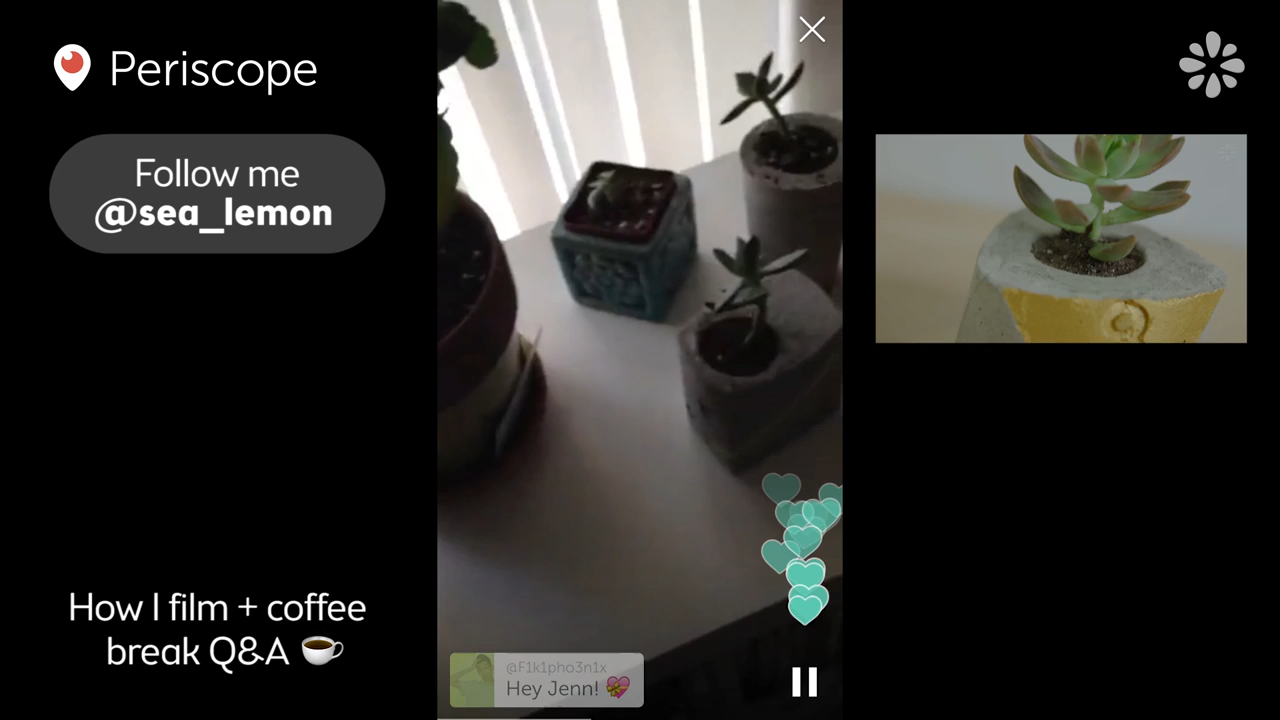 Periscope
Follow me
@sea_lemon
How I film + coffee
break Q&A ☕
@F1k1pho3n1x
Hey Jenn! 💝